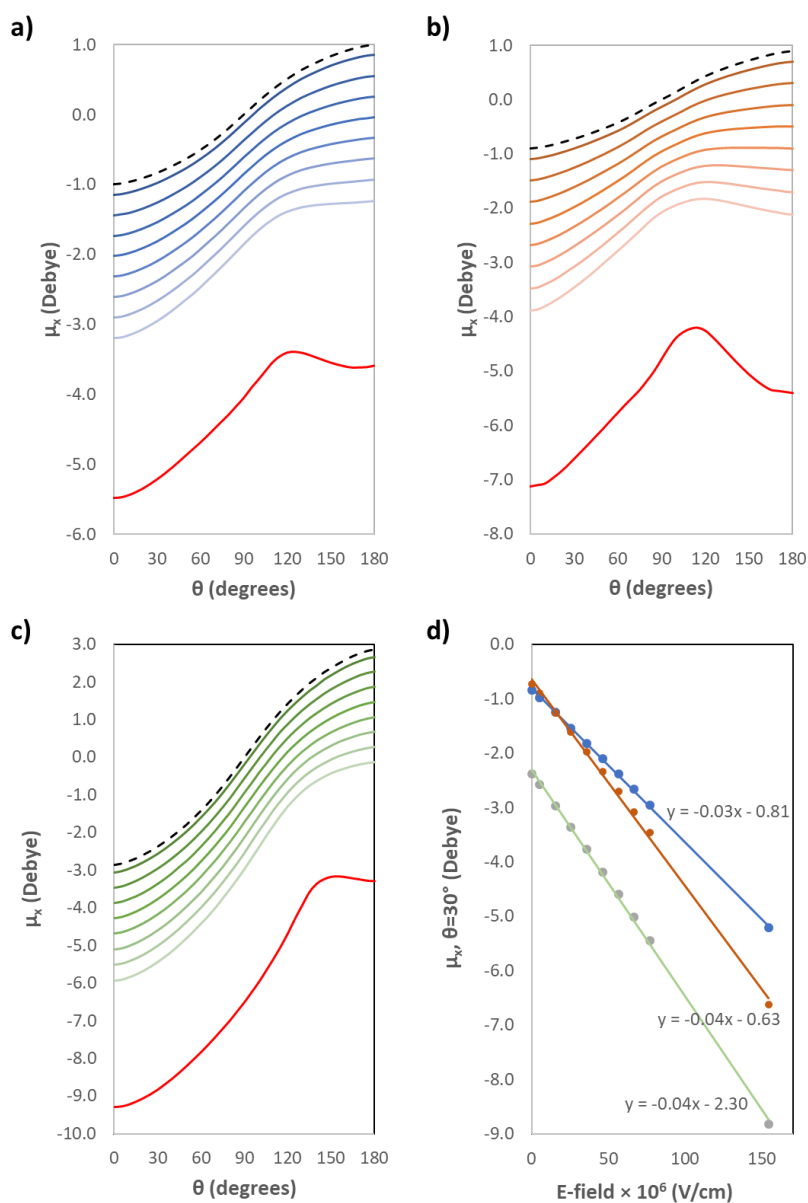 a)
1.0
0.0
-1.0
-2.0
-3.0
-4.0
-5.0
-6.0
μx (Debye)
0 30 60 90 120 150 180
θ (degrees)
b)
1.0
0.0
-1.0
-2.0
-3.0
-4.0
-5.0
-6.0
-7.0
-8.0
μx (Debye)
0 30 60 90 120 150 180
θ (degrees)
c)
3.0
2.0
1.0
0.0
-1.0
-2.0
-3.0
-4.0
-5.0
-6.0
-7.0
-8.0
-9.0
-10.0
μx (Debye)
0 30 60 90 120 150 180
θ (degrees)
d)
0.0
-1.0
-2.0
-3.0
-4.0
-5.0
-6.0
-7.0
-8.0
-9.0
μx, θ=30° (Debye)
y = -0.03x - 0.81
y = -0.04x - 0.63
y = -0.04x - 2.30
0 50 100 150
E-field × 10⁶ (V/cm)